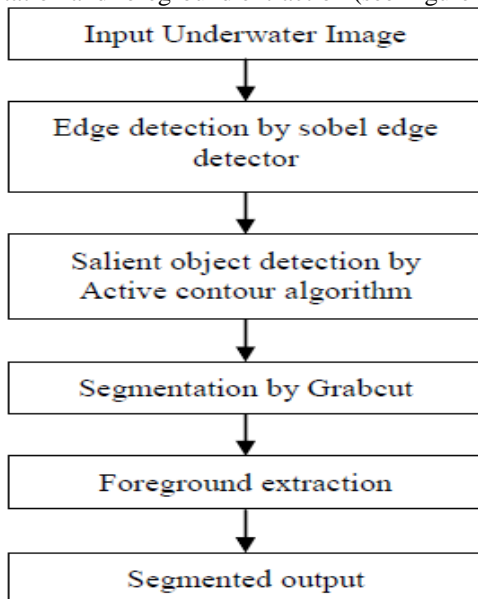 Input Underwater Image
Edge detection by sobel edge
detector
Salient object detection by
Active contour algorithm
Segmentation by Grabcut
Foreground extraction
Segmented output